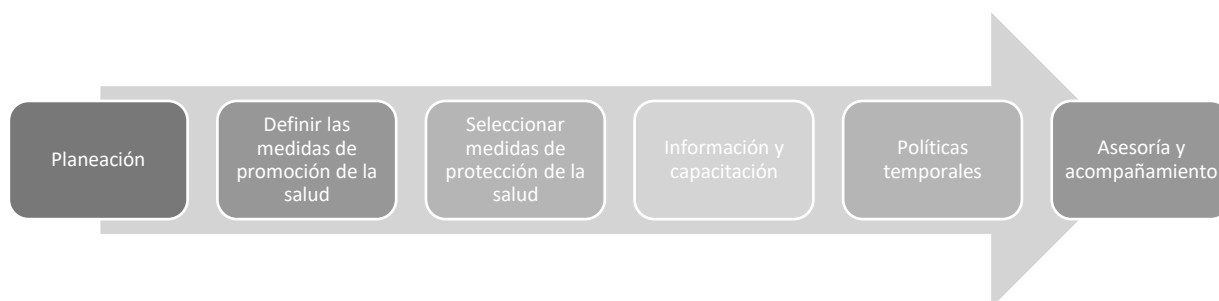 Planeación
Definir las
medidas de
promoción de la
salud
Seleccionar
medidas de
protección de la
salud
Información y
capacitación
Políticas
temporales
Asesoría y
acompañamiento